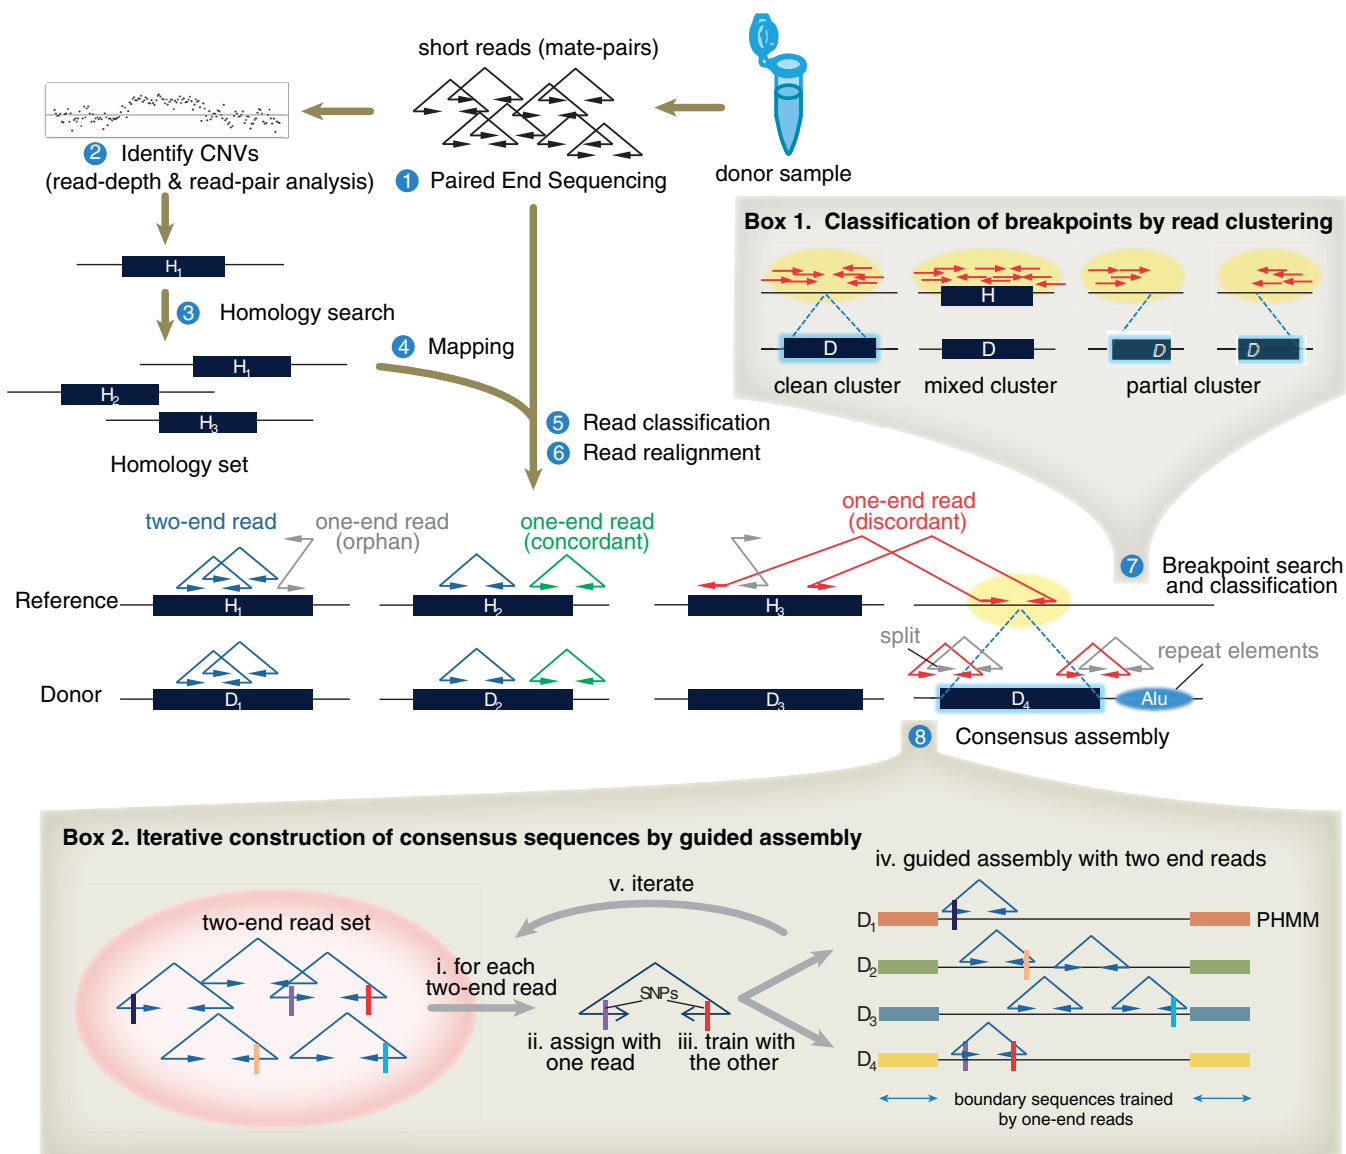 short reads (mate-pairs)
donor sample
1 Paired End Sequencing
2 Identify CNVs
(read-depth & read-pair analysis)
H1
3 Homology search
H1
H2
H3
Homology set
4 Mapping
5 Read classification
6 Read realignment
Box 1. Classification of breakpoints by read clustering
H
D
D
D
D
clean cluster
mixed cluster
partial cluster
two-end read
one-end read
(orphan)
one-end read
(concordant)
one-end read
(discordant)
7 Breakpoint search
and classification
Reference
H1
H2
H3
split
repeat elements
Donor
D1
D2
D3
D4
Alu
8 Consensus assembly
Box 2. Iterative construction of consensus sequences by guided assembly
two-end read set
v. iterate
i. for each
two-end read
SNPs
ii. assign with
one read
iii. train with
the other
iv. guided assembly with two end reads
D1
PHMM
D2
D3
D4
boundary sequences trained
by one-end reads